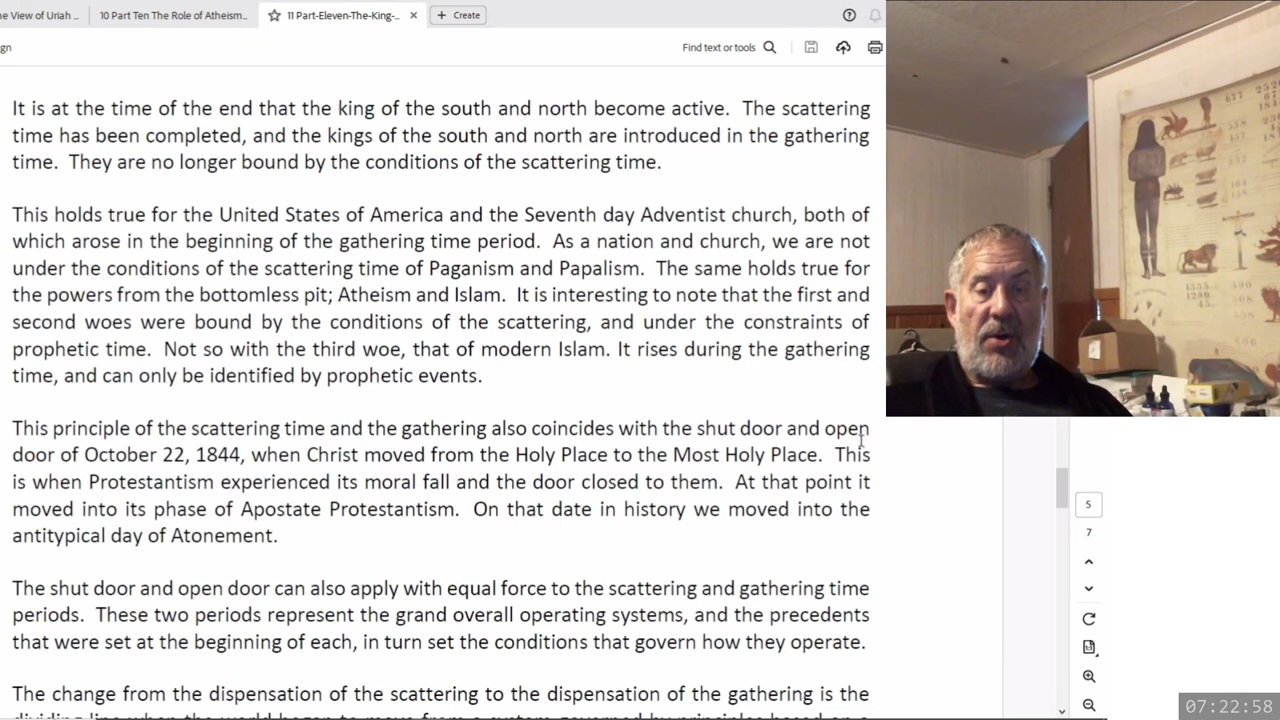 he View of Uriah ...
10 Part Ten The Role of Atheism...
11 Part-Eleven-The-King-...
Create
gn
Find text or tools
It is at the time of the end that the king of the south and north become active. The scattering
time has been completed, and the kings of the south and north are introduced in the gathering
time. They are no longer bound by the conditions of the scattering time.
This holds true for the United States of America and the Seventh day Adventist church, both of
which arose in the beginning of the gathering time period. As a nation and church, we are not
under the conditions of the scattering time of Paganism and Papalism. The same holds true for
the powers from the bottomless pit; Atheism and Islam. It is interesting to note that the first and
second woes were bound by the conditions of the scattering, and under the constraints of
prophetic time. Not so with the third woe, that of modern Islam. It rises during the gathering
time, and can only be identified by prophetic events.
This principle of the scattering time and the gathering also coincides with the shut door and open
door of October 22, 1844, when Christ moved from the Holy Place to the Most Holy Place. This
is when Protestantism experienced its moral fall and the door closed to them. At that point it
moved into its phase of Apostate Protestantism. On that date in history we moved into the
antitypical day of Atonement.
The shut door and open door can also apply with equal force to the scattering and gathering time
periods. These two periods represent the grand overall operating systems, and the precedents
that were set at the beginning of each, in turn set the conditions that govern how they operate.
The change from the dispensation of the scattering to the dispensation of the gathering is the
5
7
677
07:22:58